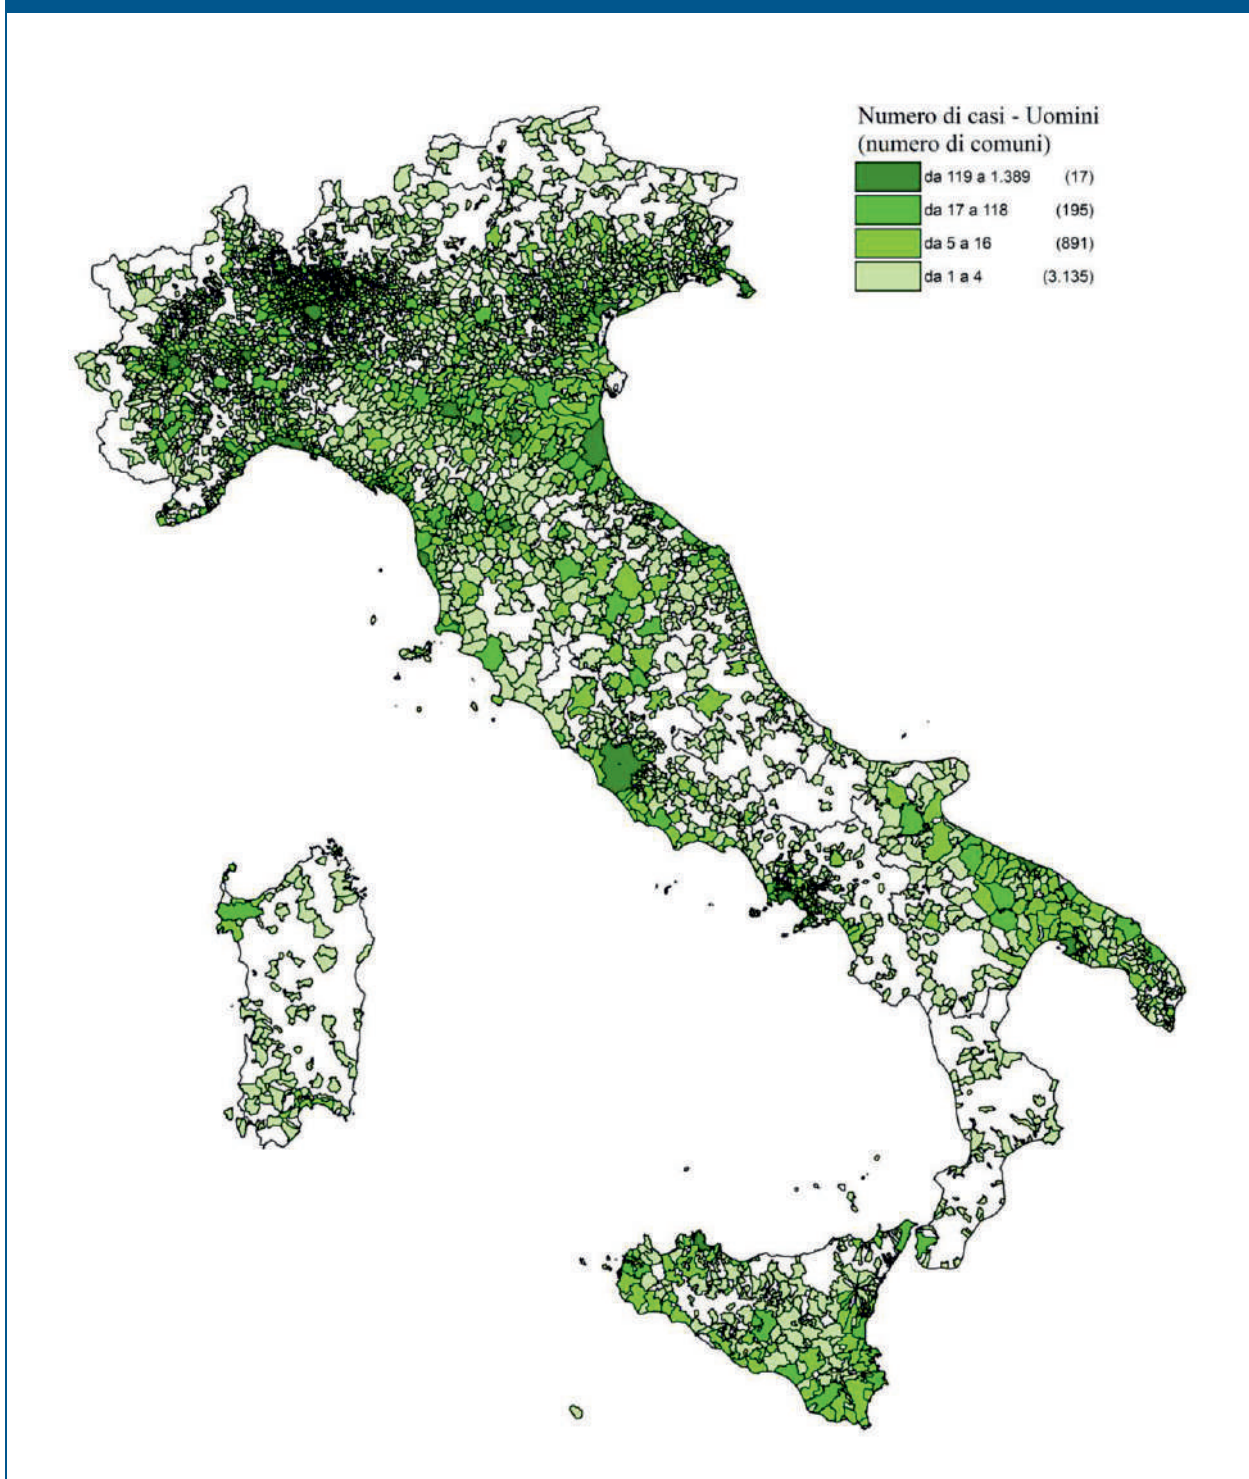 Numero di casi - Uomini
(numero di comuni)
da 119 a 1.389 (17)
da 17 a 118 (195)
da 5 a 16 (891)
da 1 a 4 (3.135)